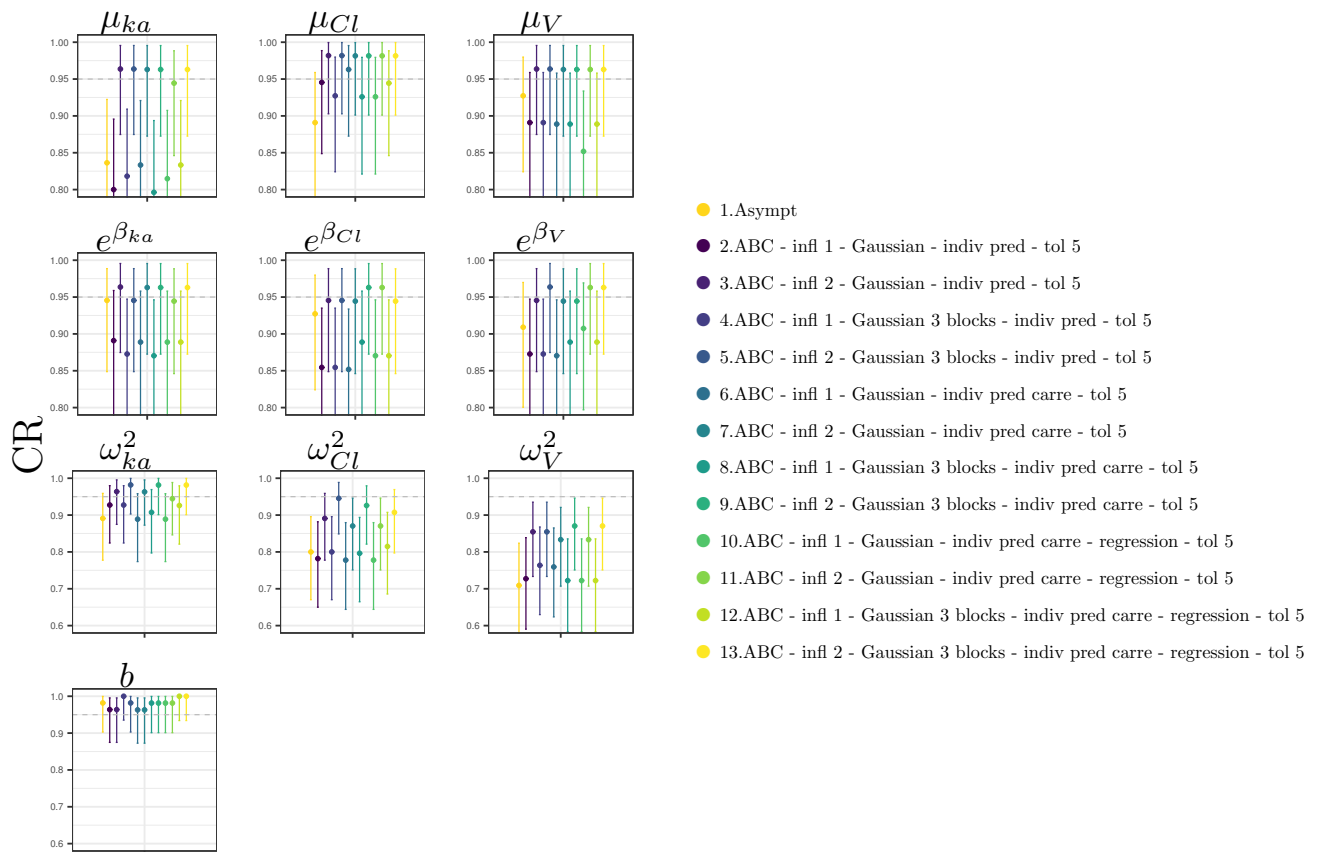 μ_ka μ_Cl μ_V
1.00 1.00 1.00
0.95 0.95 0.95
0.90 0.90 0.90
0.85 0.85 0.85
0.80 0.80 0.80
e^β_ka e^β_Cl e^β_V
1.00 1.00 1.00
0.95 0.95 0.95
0.90 0.90 0.90
0.85 0.85 0.85
0.80 0.80 0.80
CR
ω²_ka ω²_Cl ω²_V
1.0 1.0 1.0
0.9 0.9 0.9
0.8 0.8 0.8
0.7 0.7 0.7
0.6 0.6 0.6
b
1.0
0.9
0.8
0.7
0.6
1.Asympt
2.ABC - infl 1 - Gaussian - indiv pred - tol 5
3.ABC - infl 2 - Gaussian - indiv pred - tol 5
4.ABC - infl 1 - Gaussian 3 blocks - indiv pred - tol 5
5.ABC - infl 2 - Gaussian 3 blocks - indiv pred - tol 5
6.ABC - infl 1 - Gaussian - indiv pred carre - tol 5
7.ABC - infl 2 - Gaussian - indiv pred carre - tol 5
8.ABC - infl 1 - Gaussian 3 blocks - indiv pred carre - tol 5
9.ABC - infl 2 - Gaussian 3 blocks - indiv pred carre - tol 5
10.ABC - infl 1 - Gaussian - indiv pred carre - regression - tol 5
11.ABC - infl 2 - Gaussian - indiv pred carre - regression - tol 5
12.ABC - infl 1 - Gaussian 3 blocks - indiv pred carre - regression - tol 5
13.ABC - infl 2 - Gaussian 3 blocks - indiv pred carre - regression - tol 5